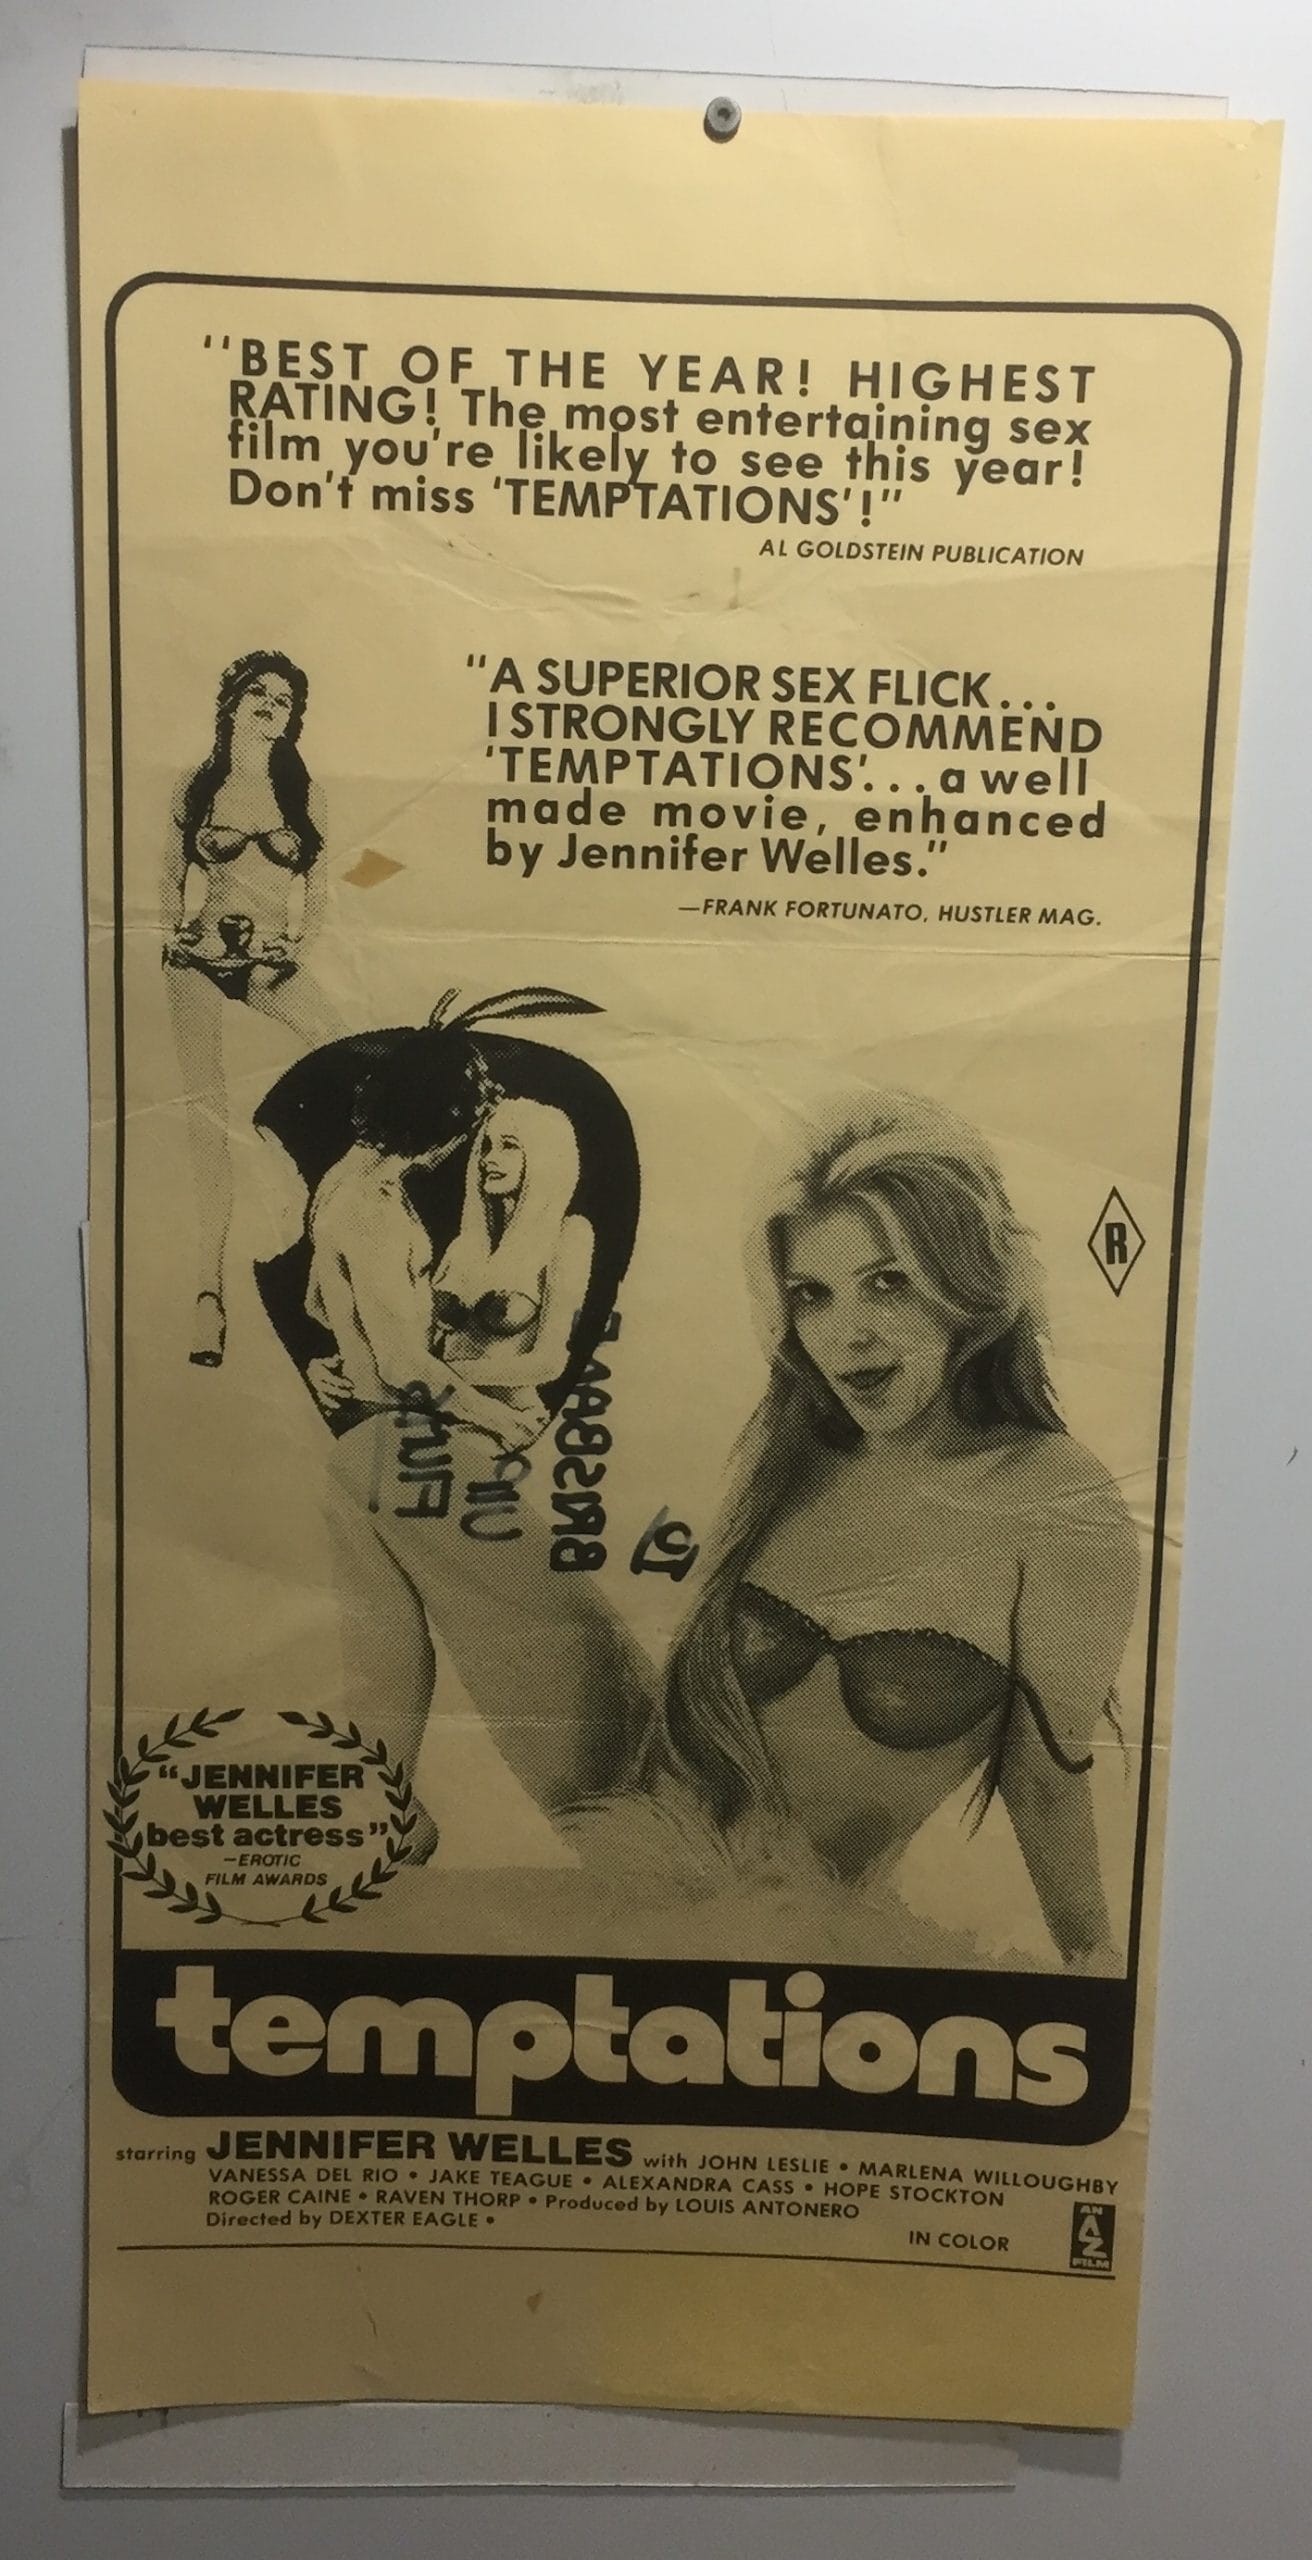 "BEST OF THE YEAR! HIGHEST
RATING! The most entertaining sex
film you're likely to see this year!
Don't miss 'TEMPTATIONS'!"
AL GOLDSTEIN PUBLICATION
"A SUPERIOR SEX FLICK...
I STRONGLY RECOMMEND
'TEMPTATIONS'...a well
made movie, enhanced
by Jennifer Welles."
—FRANK FORTUNATO, HUSTLER MAG.
R
BRISBANE
"JENNIFER
WELLES
best actress"
—EROTIC
FILM AWARDS
temptations
starring JENNIFER WELLES with JOHN LESLIE • MARLENA WILLOUGHBY
VANESSA DEL RIO • JAKE TEAGUE • ALEXANDRA CASS • HOPE STOCKTON
ROGER CAINE • RAVEN THORP • Produced by LOUIS ANTONERO
Directed by DEXTER EAGLE •
IN COLOR
AN
AZ
FILM